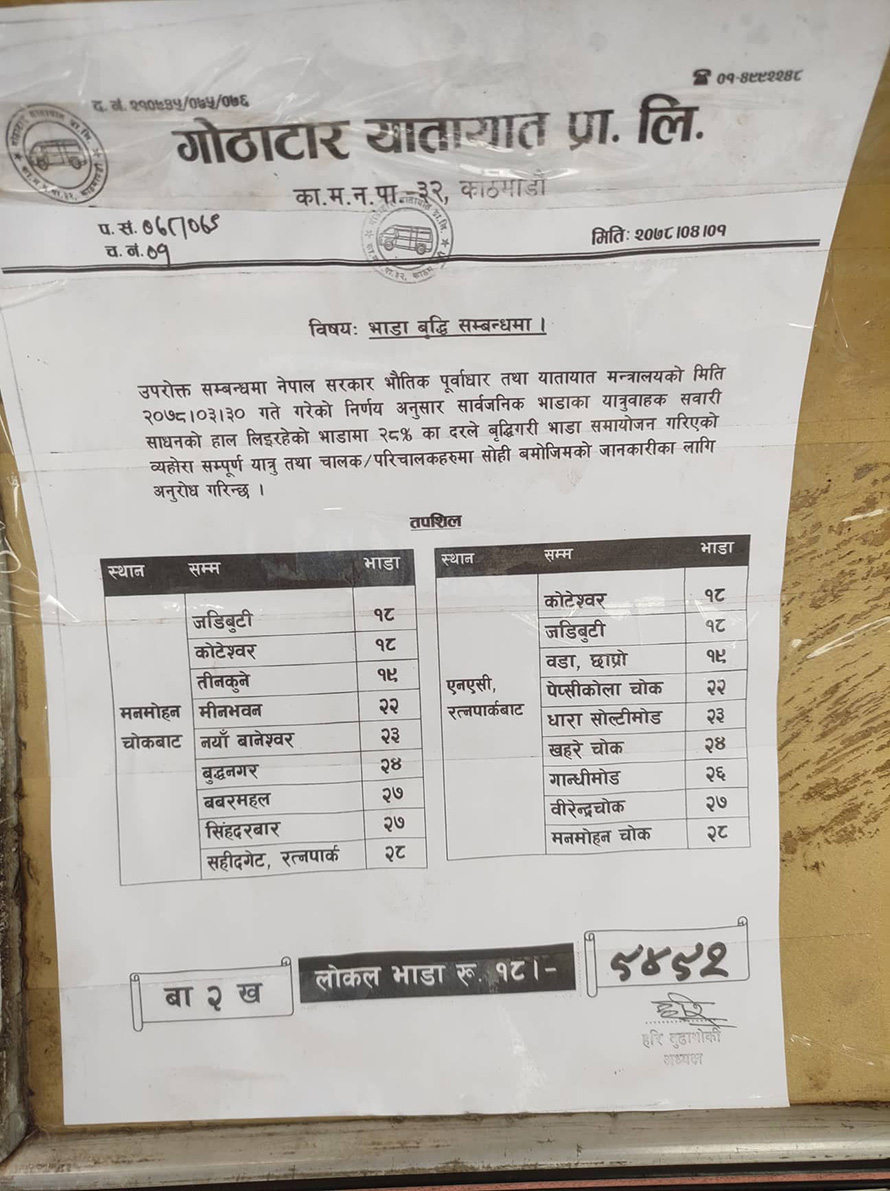 द. नं. २१०७४५/०७५/०७६
☎ ०१-४९९२२४८
गोठाटार यातायात प्रा. लि.
का.म.न.पा.-३२, काठमाडौं
प. सं. ०७८/०७९
च. नं. ०१
मितिः २०७८।०४।०१
विषयः भाडा बृद्धि सम्बन्धमा ।
उपरोक्त सम्बन्धमा नेपाल सरकार भौतिक पूर्वाधार तथा यातायात मन्त्रालयको मिति
२०७८।०३।३० गते गरेको निर्णय अनुसार सार्वजनिक भाडाका यात्रुवाहक सवारी
साधनको हाल लिइरहेको भाडामा २८% का दरले बृद्धिगरी भाडा समायोजन गरिएको
व्यहोरा सम्पूर्ण यात्रु तथा चालक/परिचालकहरुमा सोही बमोजिमको जानकारीका लागि
अनुरोध गरिन्छ ।
तपशिल
स्थान सम्म भाडा
मनमोहन
चोकबाट
जडिबुटी १८
कोटेश्वर १८
तीनकुने १९
मीनभवन २२
नयाँ बानेश्वर २३
बुद्धनगर २४
बबरमहल २७
सिंहदरबार २७
सहीदगेट, रत्नपार्क २८
स्थान सम्म भाडा
एनएसी,
रत्नपार्कबाट
कोटेश्वर १८
जडिबुटी १८
वडा, छाप्रो १९
पेप्सीकोला चोक २२
धारा सोल्टीमोड २३
खहरे चोक २४
गान्धीमोड २६
वीरेन्द्रचोक २७
मनमोहन चोक २८
बा २ ख
लोकल भाडा रू. १८।-
९४९२
हरि
अध्यक्ष